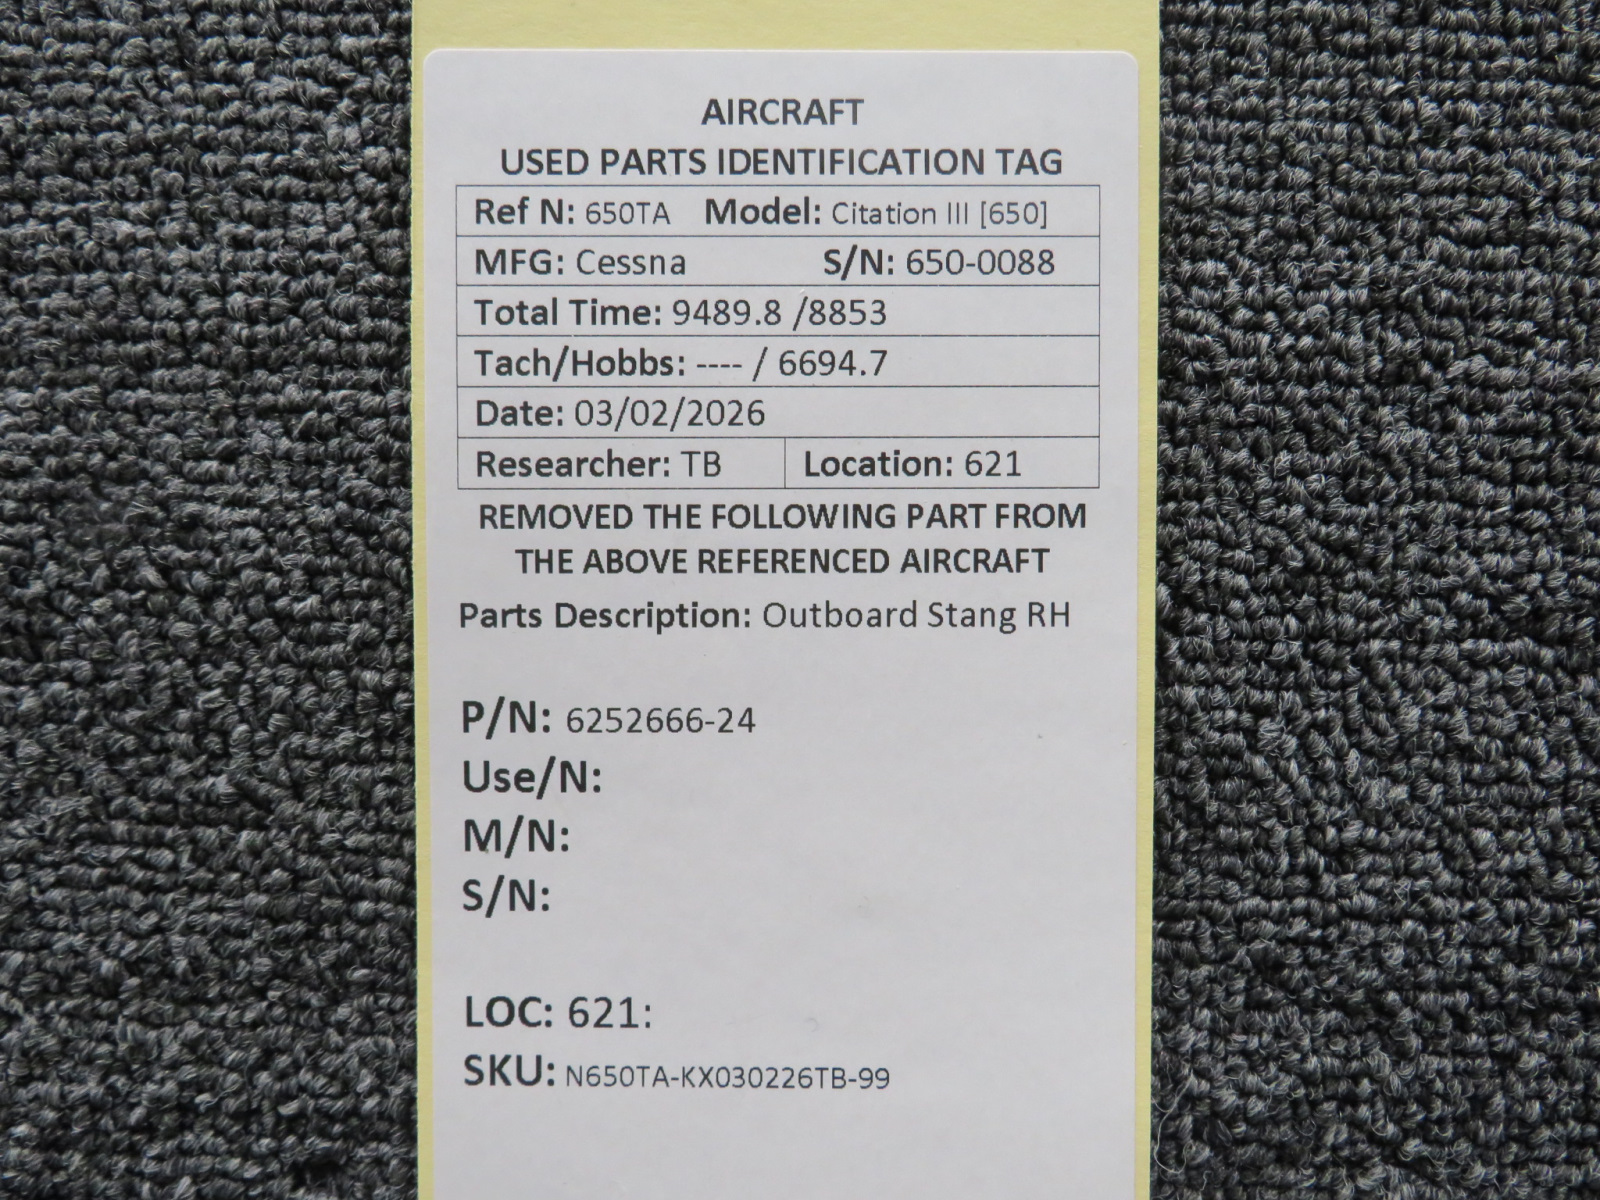 AIRCRAFT
USED PARTS IDENTIFICATION TAG
Ref N: 650TA Model: Citation III [650]
MFG: Cessna S/N: 650-0088
Total Time: 9489.8 /8853
Tach/Hobbs: ---- / 6694.7
Date: 03/02/2026
Researcher: TB Location: 621
REMOVED THE FOLLOWING PART FROM
THE ABOVE REFERENCED AIRCRAFT
Parts Description: Outboard Stang RH
P/N: 6252666-24
Use/N:
M/N:
S/N:
LOC: 621:
SKU: N650TA-KX030226TB-99